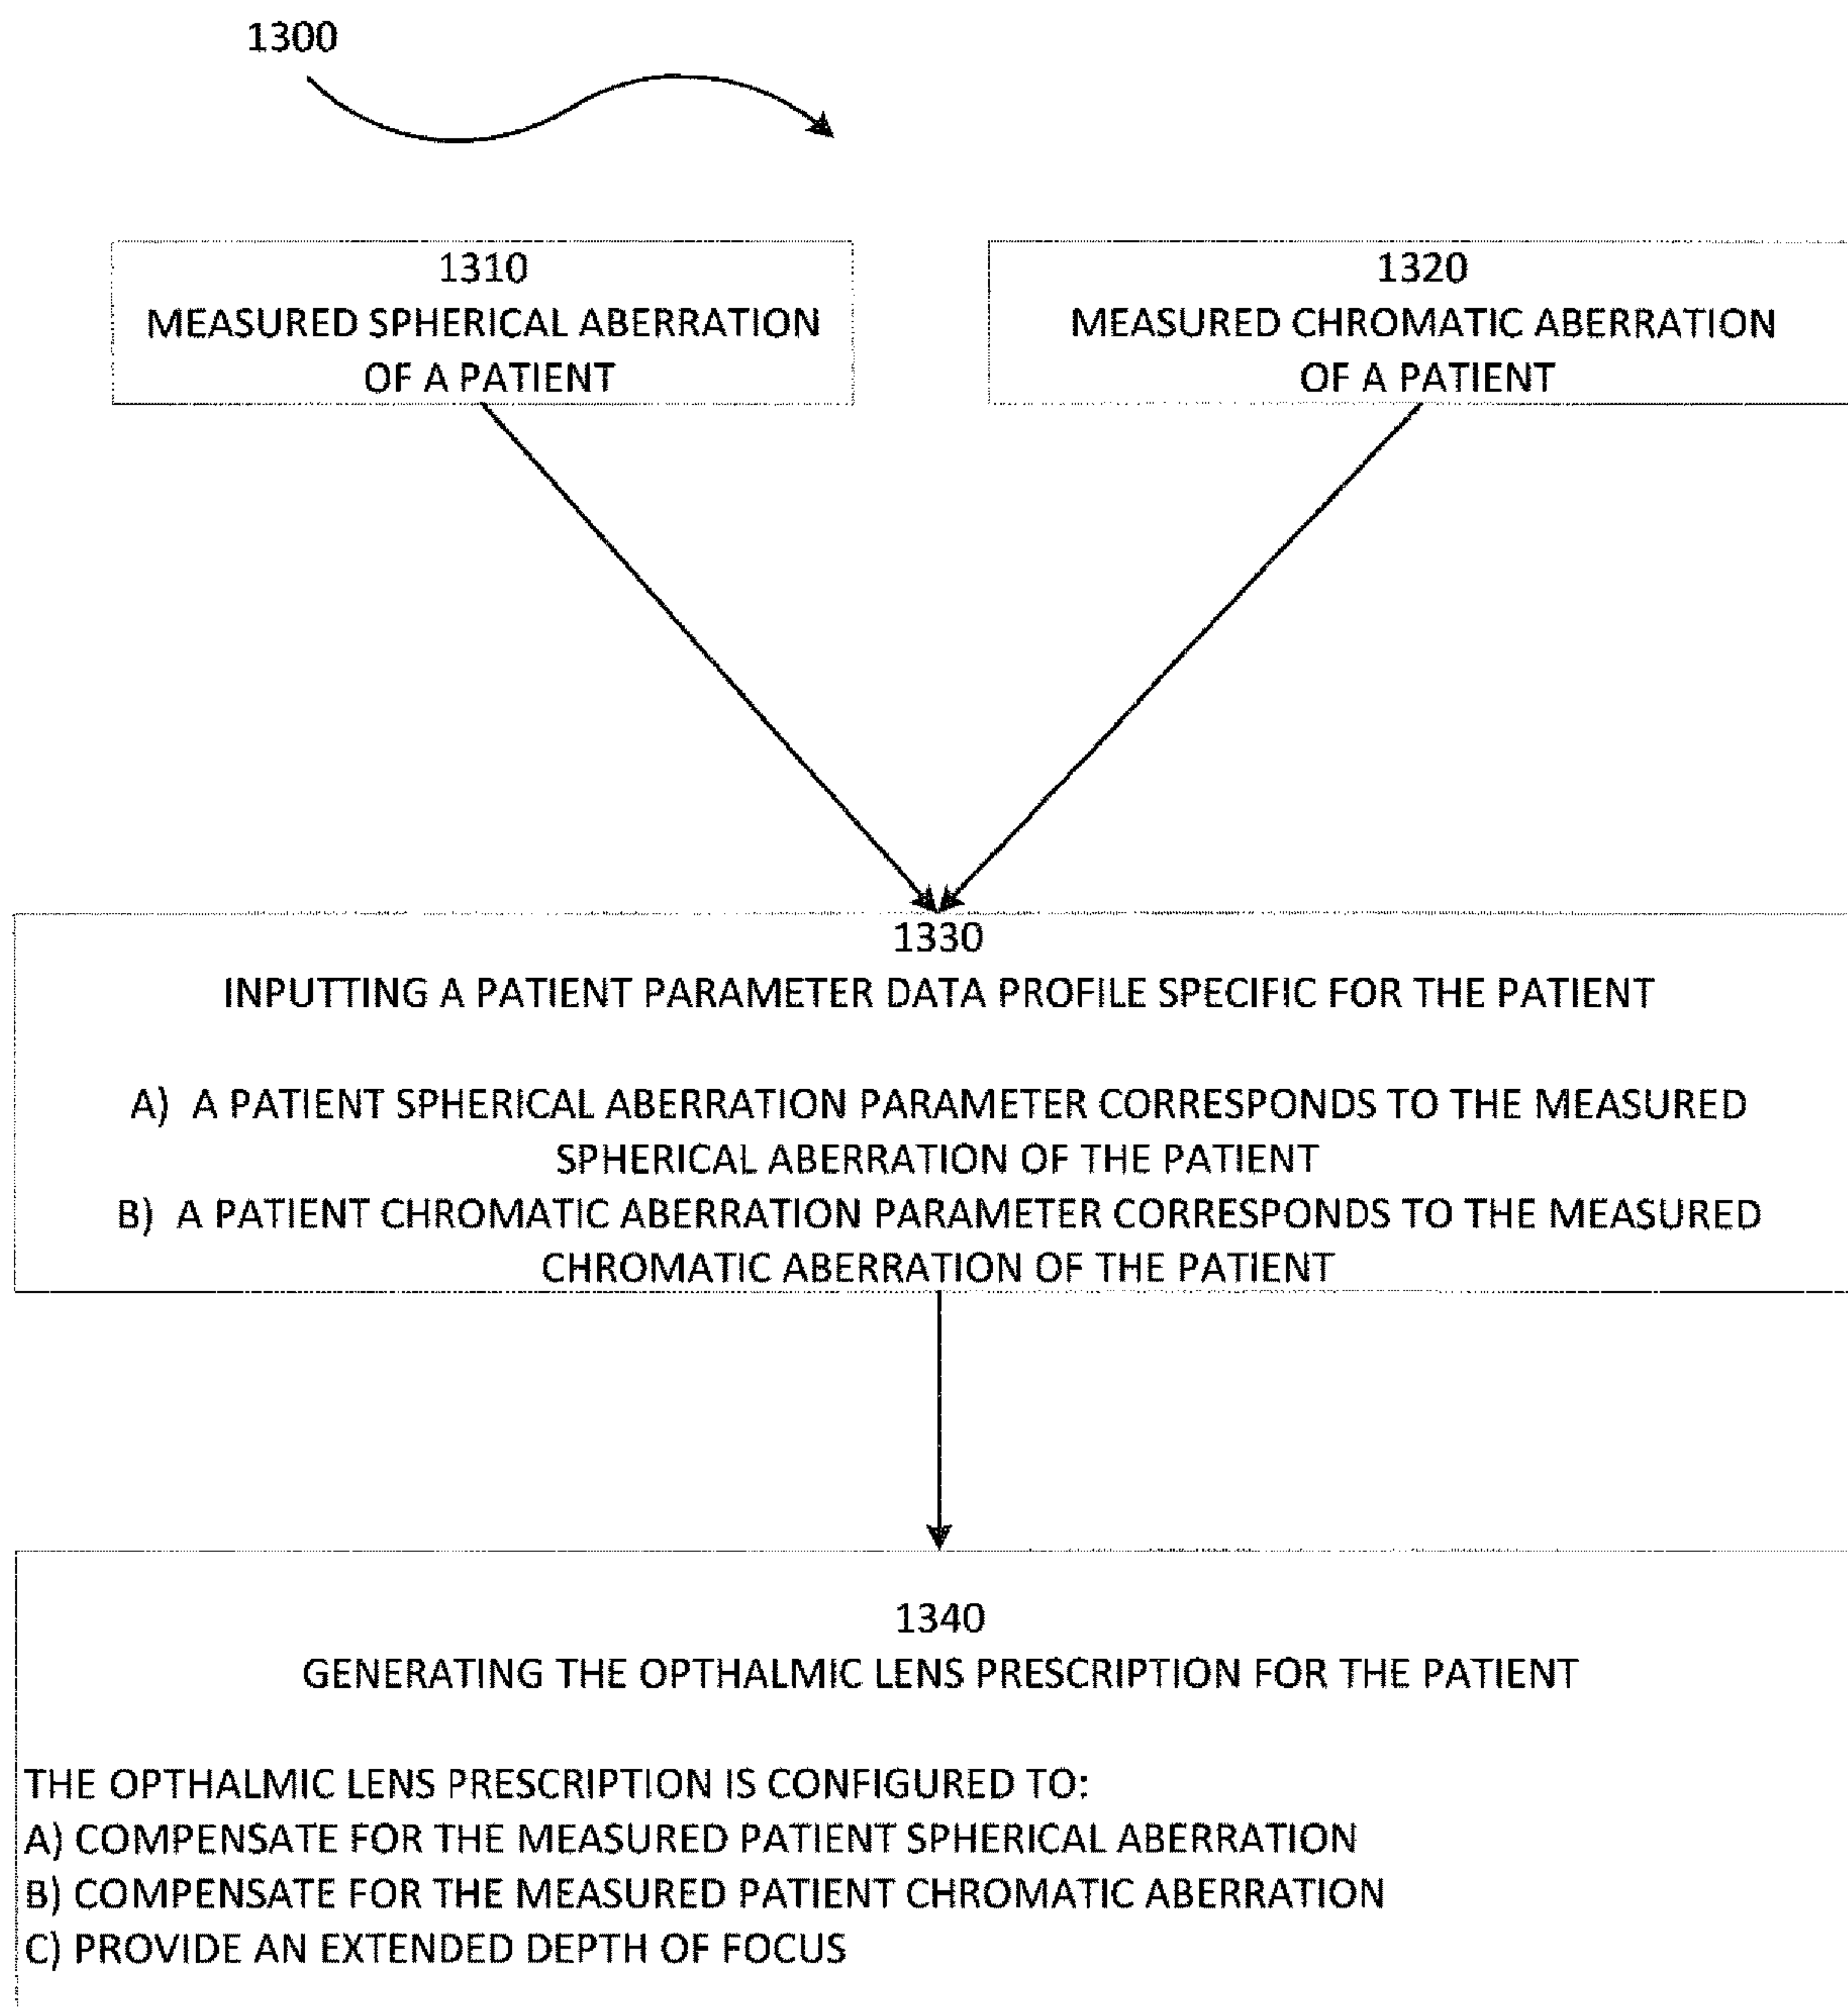 1300
1310
MEASURED SPHERICAL ABERRATION
OF A PATIENT
1320
MEASURED CHROMATIC ABERRATION
OF A PATIENT
1330
INPUTTING A PATIENT PARAMETER DATA PROFILE SPECIFIC FOR THE PATIENT
A) A PATIENT SPHERICAL ABERRATION PARAMETER CORRESPONDS TO THE MEASURED
SPHERICAL ABERRATION OF THE PATIENT
B) A PATIENT CHROMATIC ABERRATION PARAMETER CORRESPONDS TO THE MEASURED
CHROMATIC ABERRATION OF THE PATIENT
1340
GENERATING THE OPTHALMIC LENS PRESCRIPTION FOR THE PATIENT
THE OPTHALMIC LENS PRESCRIPTION IS CONFIGURED TO:
A) COMPENSATE FOR THE MEASURED PATIENT SPHERICAL ABERRATION
B) COMPENSATE FOR THE MEASURED PATIENT CHROMATIC ABERRATION
C) PROVIDE AN EXTENDED DEPTH OF FOCUS